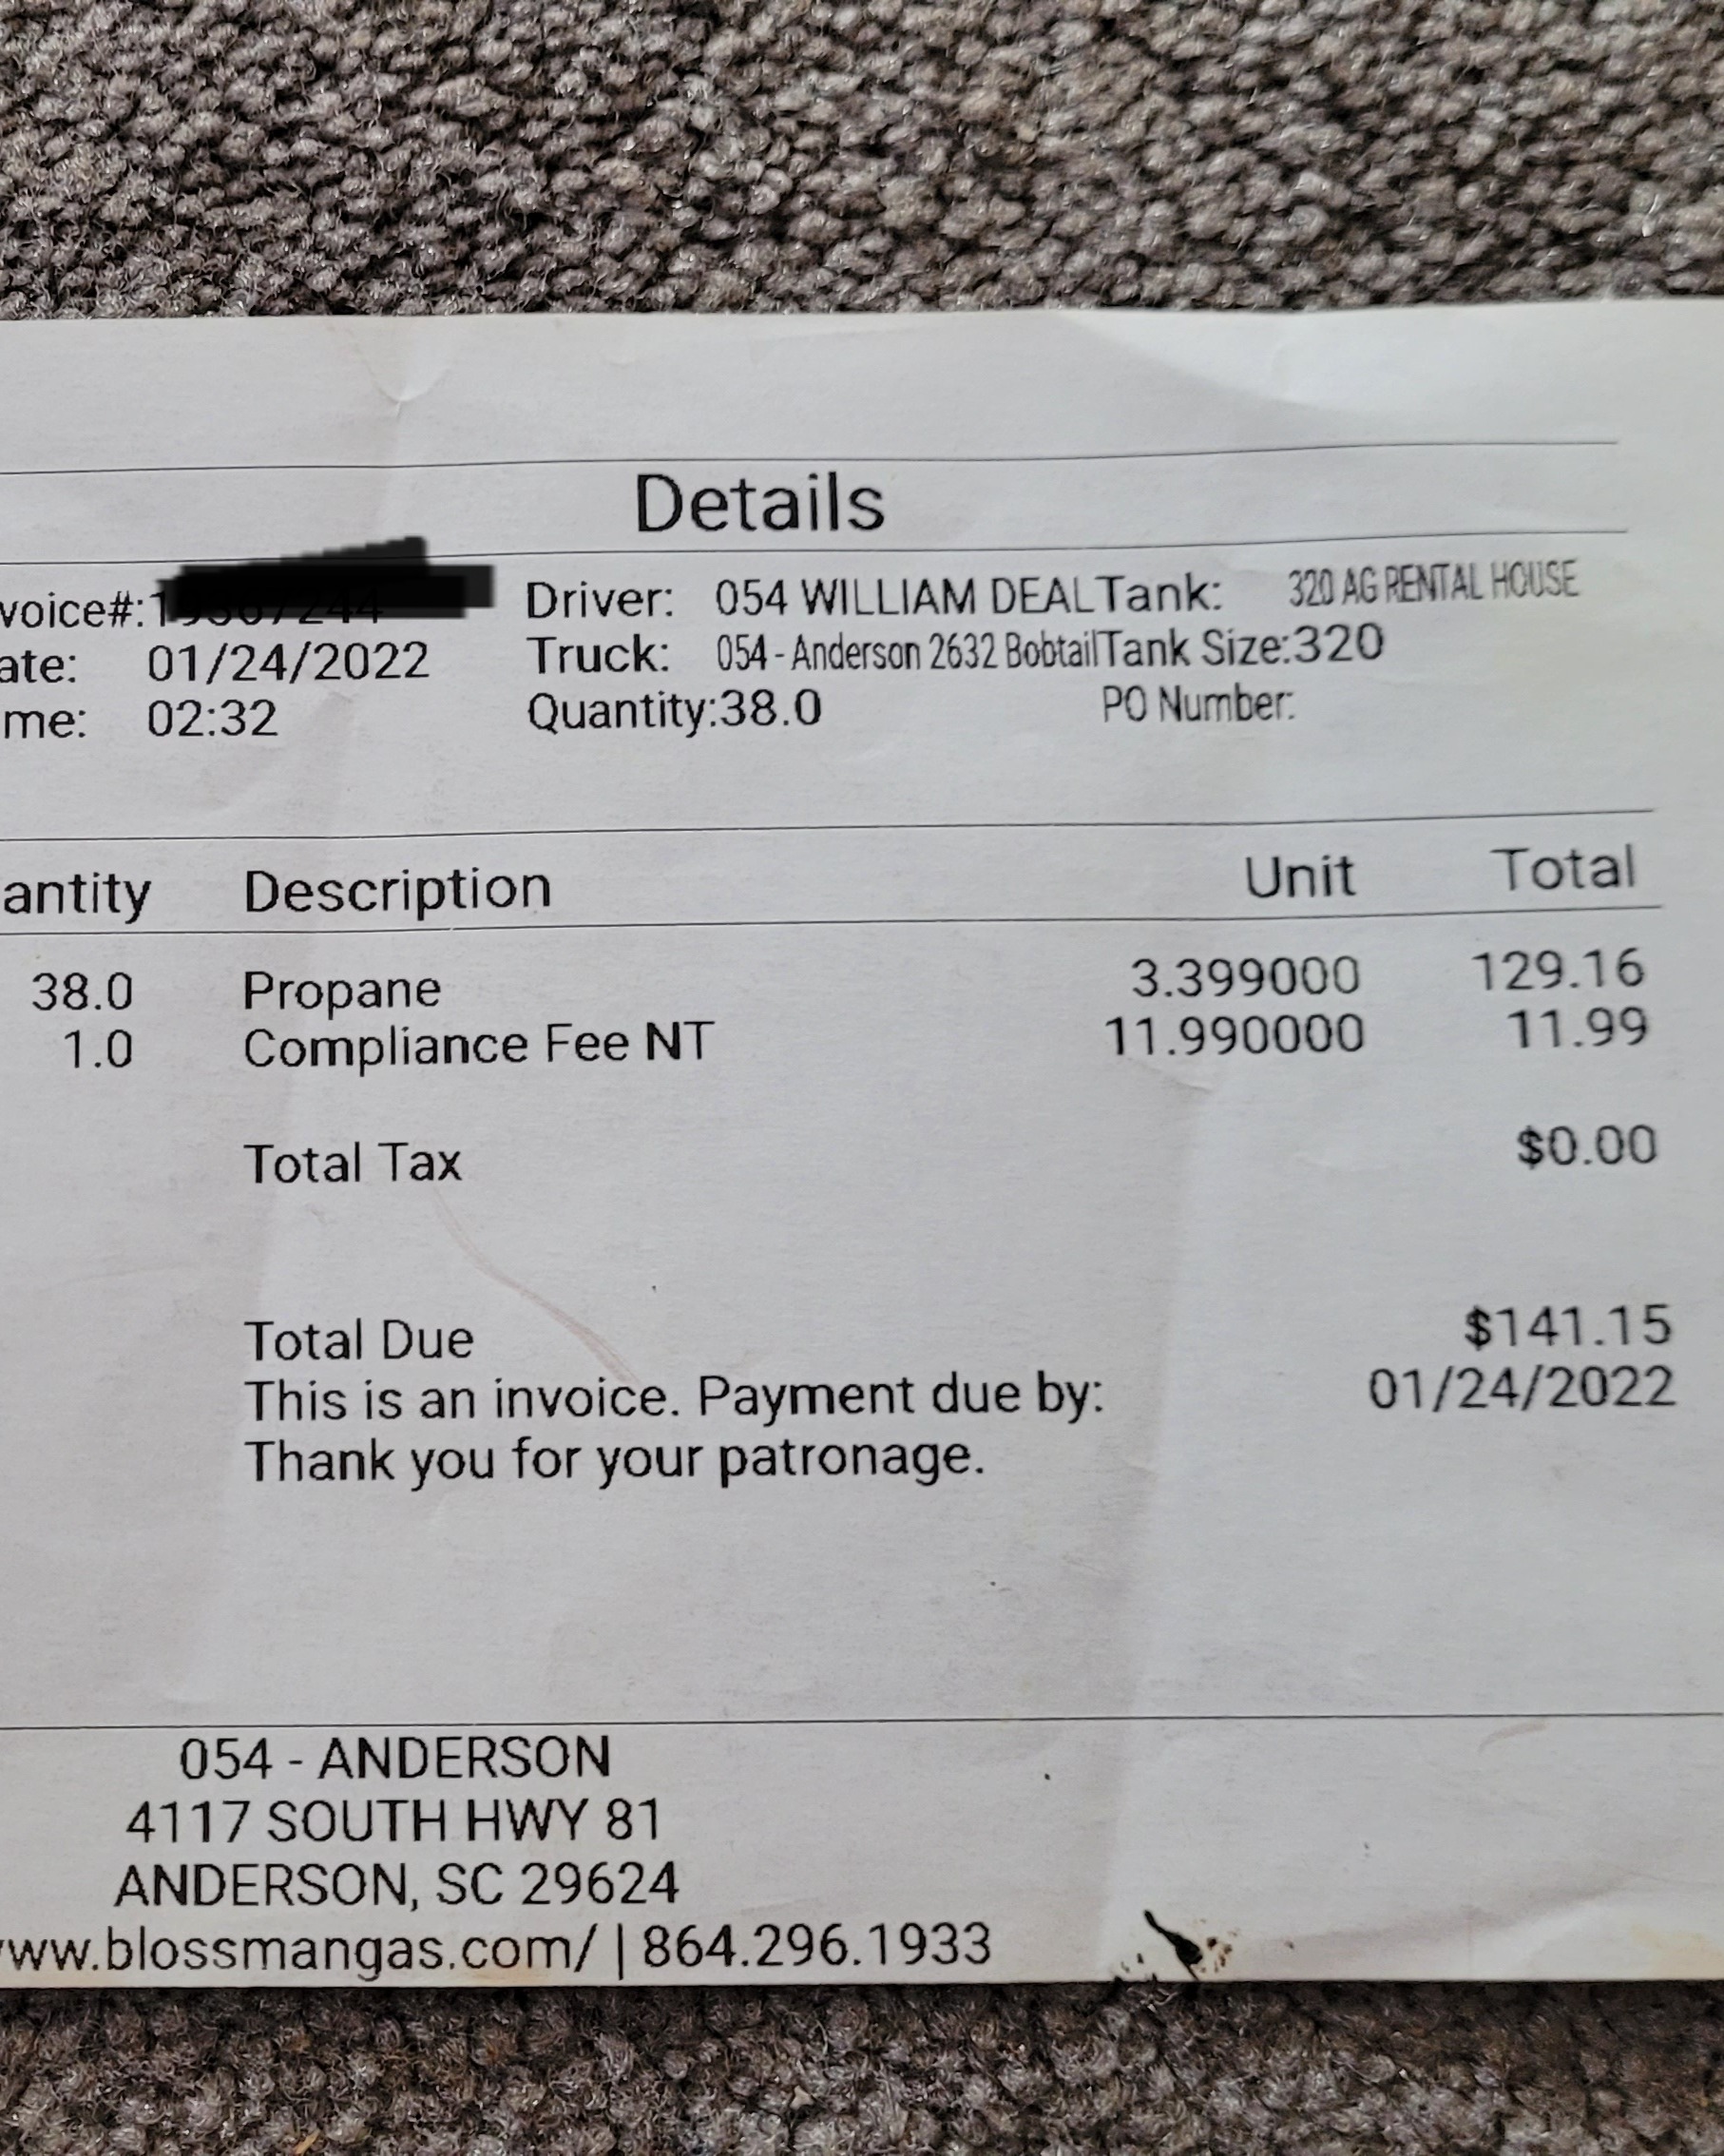 Details
voice#:
Driver: 054 WILLIAM DEAL Tank: 320 AG RENTAL HOUSE
ate: 01/24/2022 Truck: 054 - Anderson 2632 Bobtail Tank Size:320
me: 02:32 Quantity:38.0 PO Number:
antity Description Unit Total
38.0 Propane 3.399000 129.16
1.0 Compliance Fee NT 11.990000 11.99
Total Tax $0.00
Total Due $141.15
This is an invoice. Payment due by: 01/24/2022
Thank you for your patronage.
054 - ANDERSON
4117 SOUTH HWY 81
ANDERSON, SC 29624
ww.blossmangas.com/ | 864.296.1933